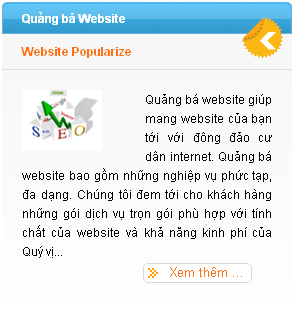 Quảng bá Website
Website Popularize
SEO
Quảng bá website giúp
mang website của bạn
tới với đông đảo cư
dân internet. Quảng bá
website bao gồm những nghiệp vụ phức tạp,
đa dạng. Chúng tôi đem tới cho khách hàng
những gói dịch vụ trọn gói phù hợp với tính
chất của website và khả năng kinh phí của
Quý vị...
Xem thêm ...